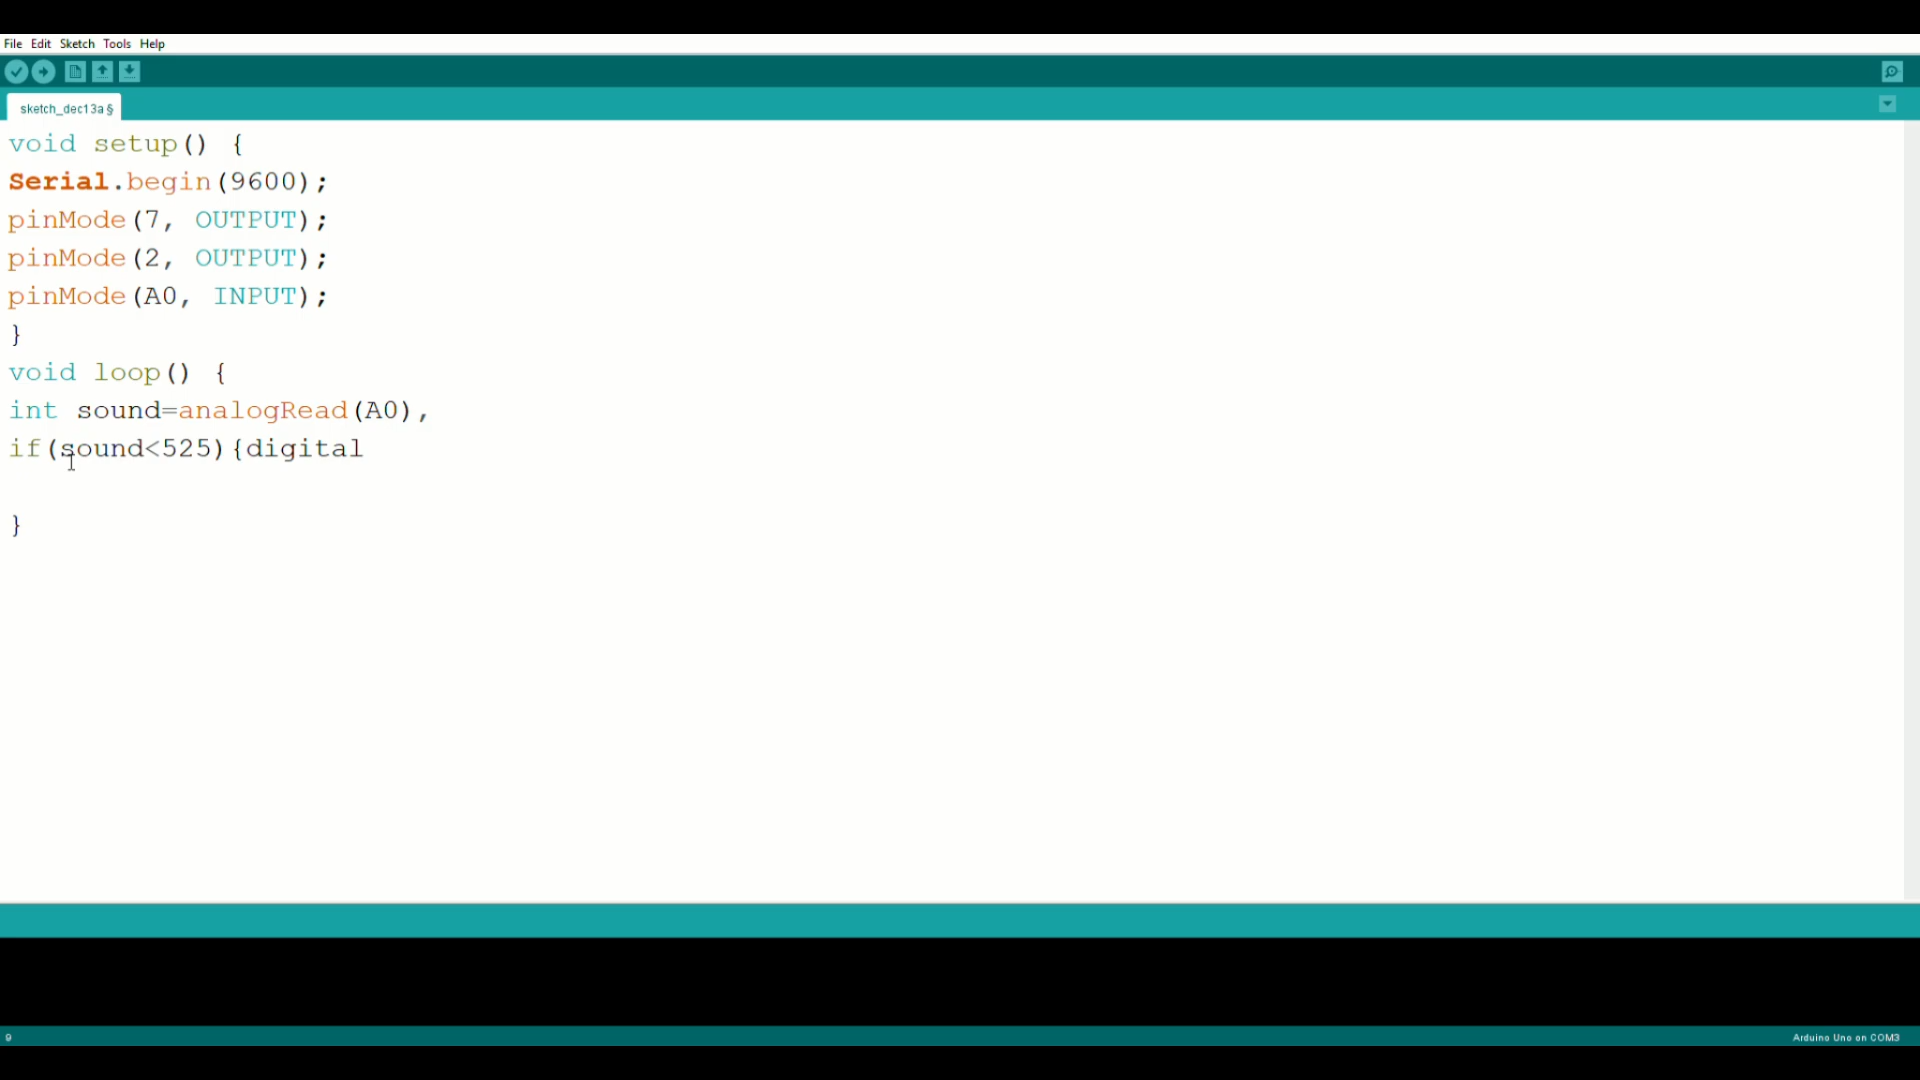 File Edit Sketch Tools Help
sketch_dec13a §
void setup() {
Serial.begin(9600);
pinMode(7, OUTPUT);
pinMode(2, OUTPUT);
pinMode(A0, INPUT);
}
void loop() {
int sound=analogRead(A0),
if(sound<525){digital
}
9
Arduino Uno on COM3